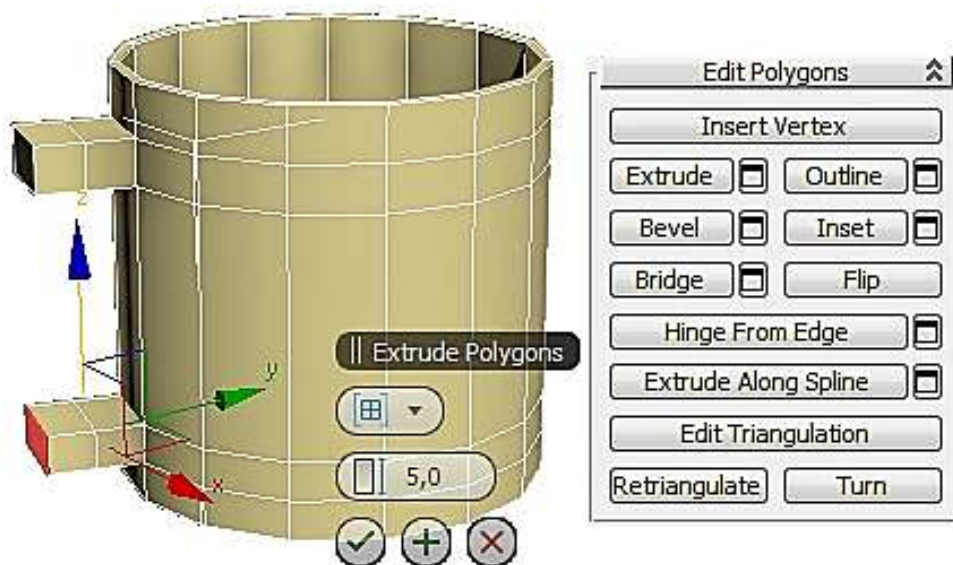 z
y
x
Extrude Polygons
5,0
Edit Polygons
Insert Vertex
Extrude
Outline
Bevel
Inset
Bridge
Flip
Hinge From Edge
Extrude Along Spline
Edit Triangulation
Retriangulate
Turn